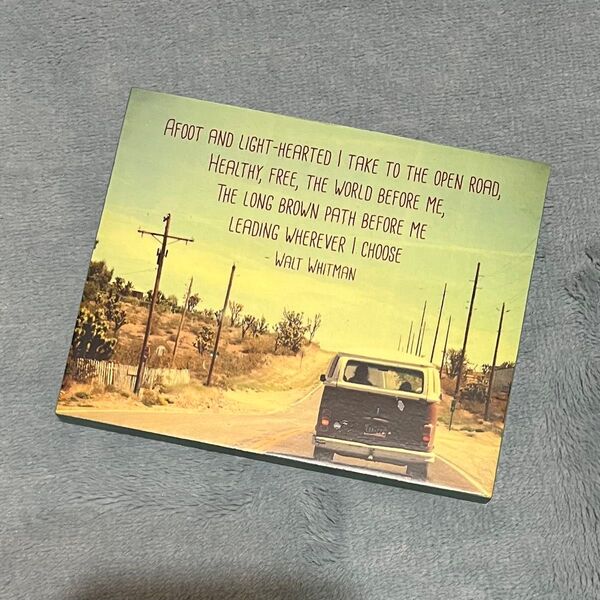 AFOOT AND LIGHT-HEARTED I TAKE TO THE OPEN ROAD,
HEALTHY, FREE, THE WORLD BEFORE ME,
THE LONG BROWN PATH BEFORE ME
LEADING WHEREVER I CHOOSE
- WALT WHITMAN